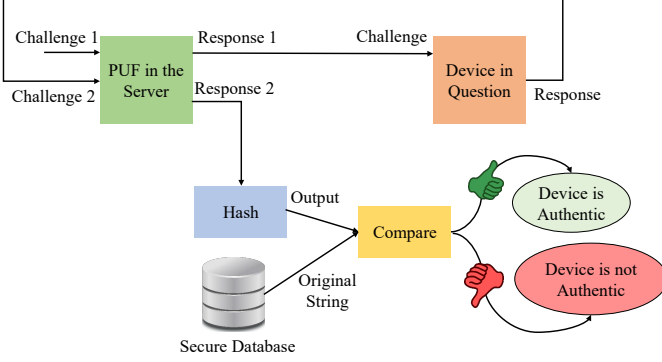 Challenge 1
Response 1
Challenge
PUF in the
Server
Device in
Question
Challenge 2
Response 2
Response
Hash
Output
Compare
Device is
Authentic
Original
String
Device is not
Authentic
Secure Database